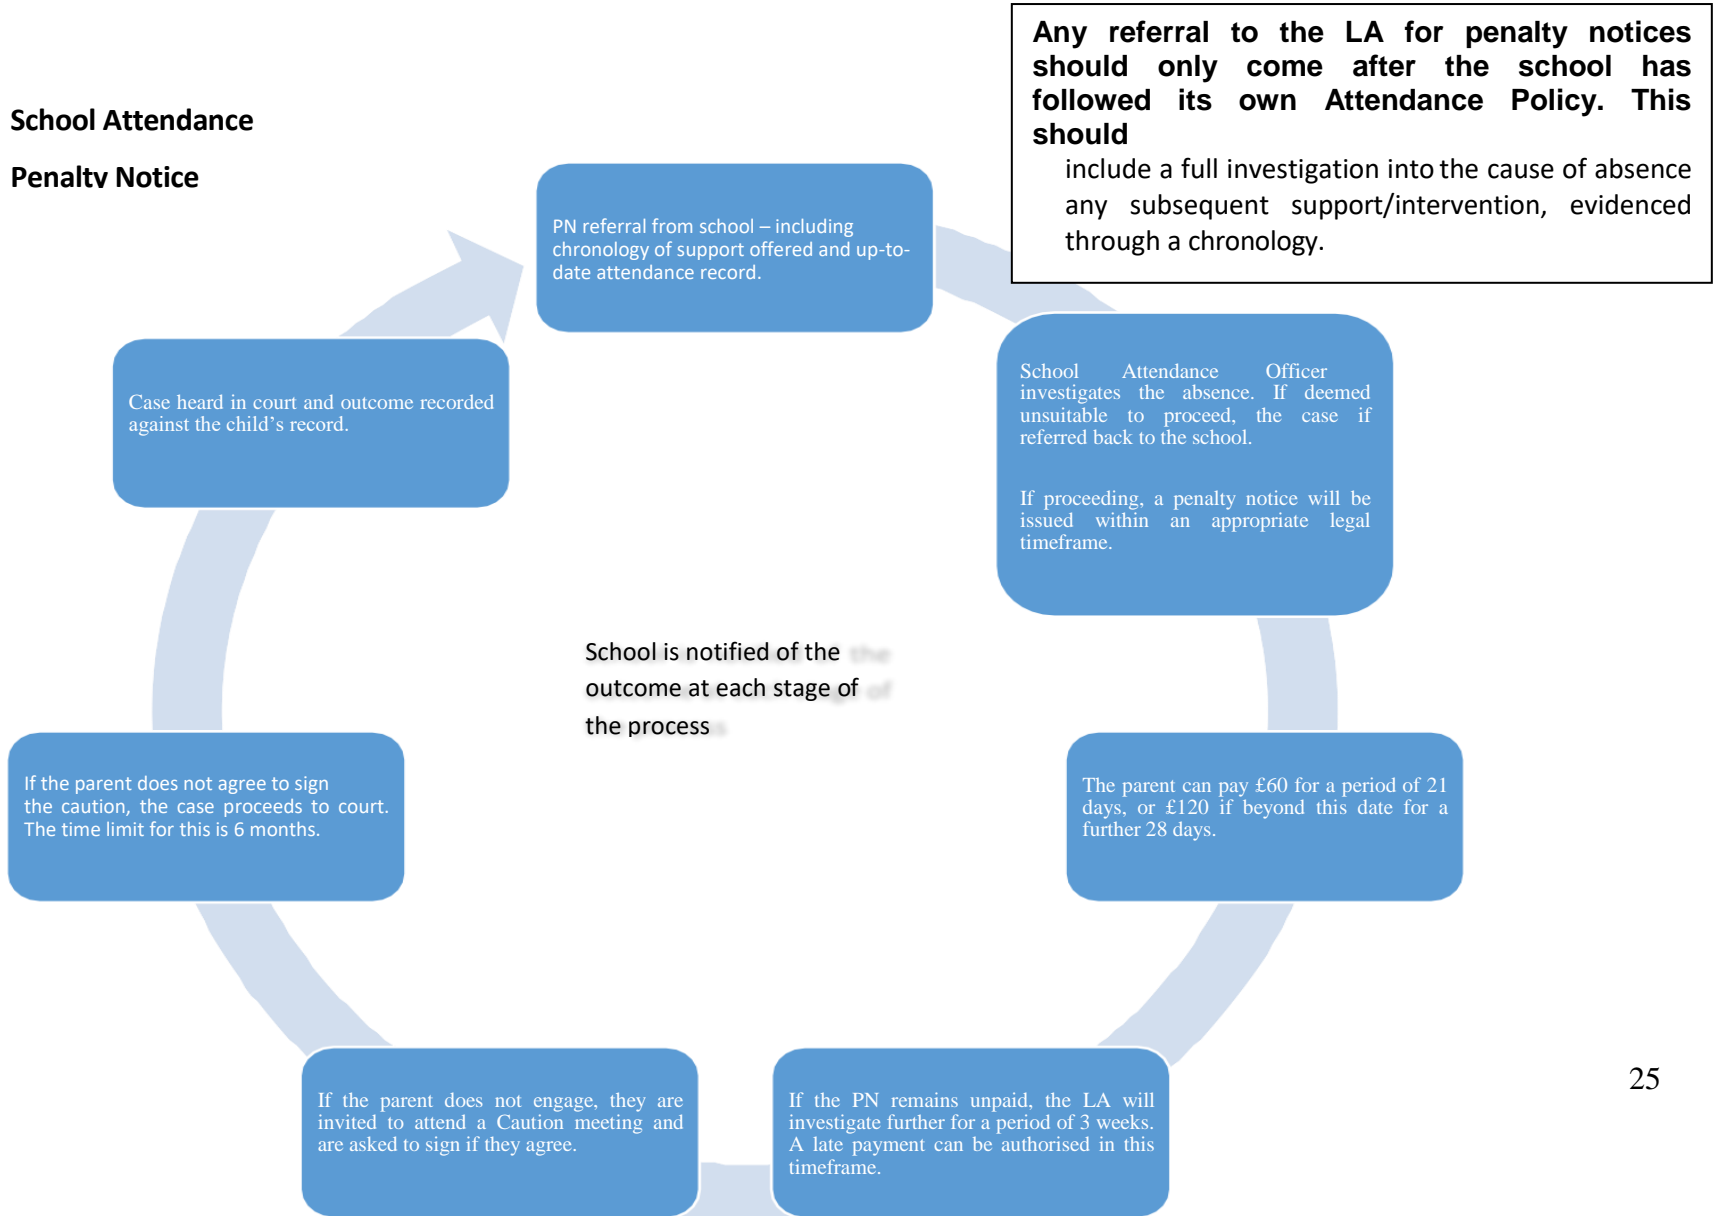 School Attendance
Penalty Notice
Any referral to the LA for penalty notices
should only come after the school has
followed its own Attendance Policy. This
should
include a full investigation into the cause of absence
any subsequent support/intervention, evidenced
through a chronology.
PN referral from school – including
chronology of support offered and up-to-
date attendance record.
School Attendance Officer
investigates the absence. If deemed
unsuitable to proceed, the case if
referred back to the school.
If proceeding, a penalty notice will be
issued within an appropriate legal
timeframe.
The parent can pay £60 for a period of 21
days, or £120 if beyond this date for a
further 28 days.
If the PN remains unpaid, the LA will
investigate further for a period of 3 weeks.
A late payment can be authorised in this
timeframe.
If the parent does not engage, they are
invited to attend a Caution meeting and
are asked to sign if they agree.
If the parent does not agree to sign
the caution, the case proceeds to court.
The time limit for this is 6 months.
Case heard in court and outcome recorded
against the child’s record.
School is notified of the
outcome at each stage of
the process
25